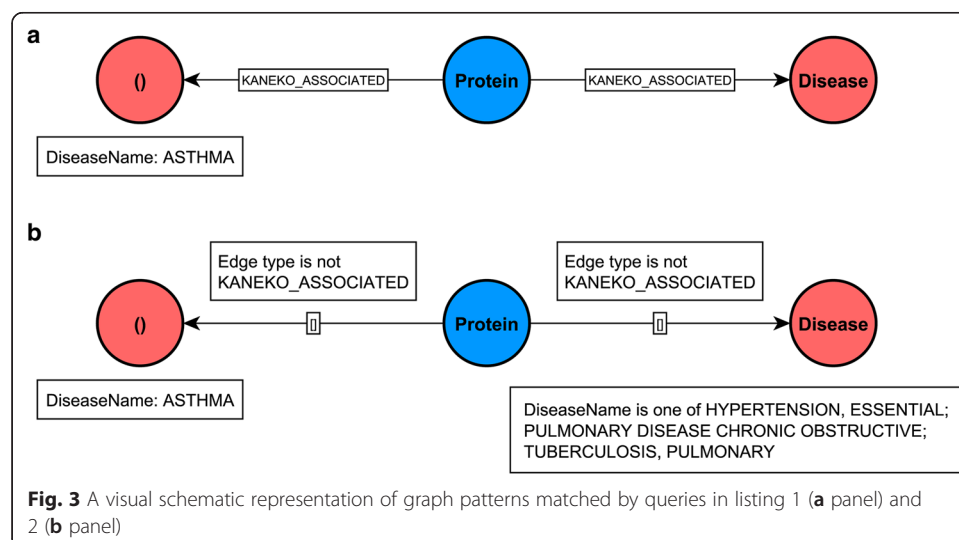 a
() KANEKO_ASSOCIATED Protein KANEKO_ASSOCIATED Disease
DiseaseName: ASTHMA
b
Edge type is not
KANEKO_ASSOCIATED
Edge type is not
KANEKO_ASSOCIATED
() [] Protein [] Disease
DiseaseName: ASTHMA
DiseaseName is one of HYPERTENSION, ESSENTIAL;
PULMONARY DISEASE CHRONIC OBSTRUCTIVE;
TUBERCULOSIS, PULMONARY
Fig. 3 A visual schematic representation of graph patterns matched by queries in listing 1 (a panel) and
2 (b panel)